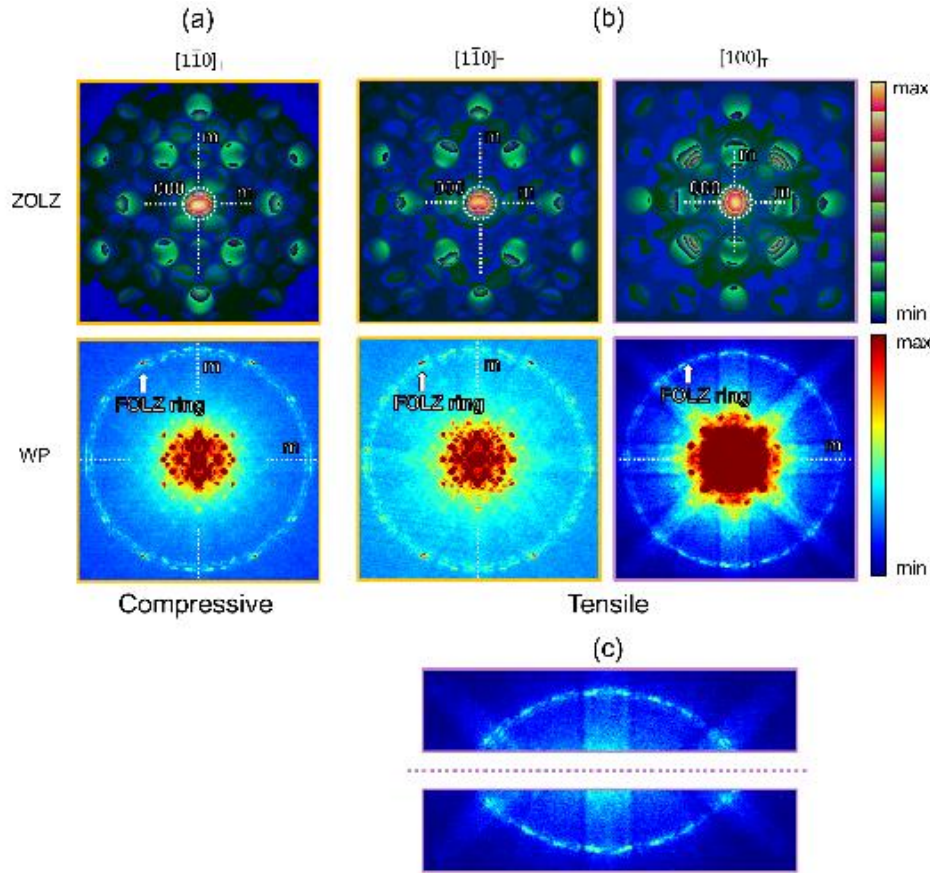 (a)
(b)
[11̄0]
[11̄0]T
[100]T
ZOLZ
m
000
m
m
000
m
m
000
m
max
min
WP
m
FOLZ ring
m
m
FOLZ ring
m
FOLZ ring
m
max
min
Compressive
Tensile
(c)